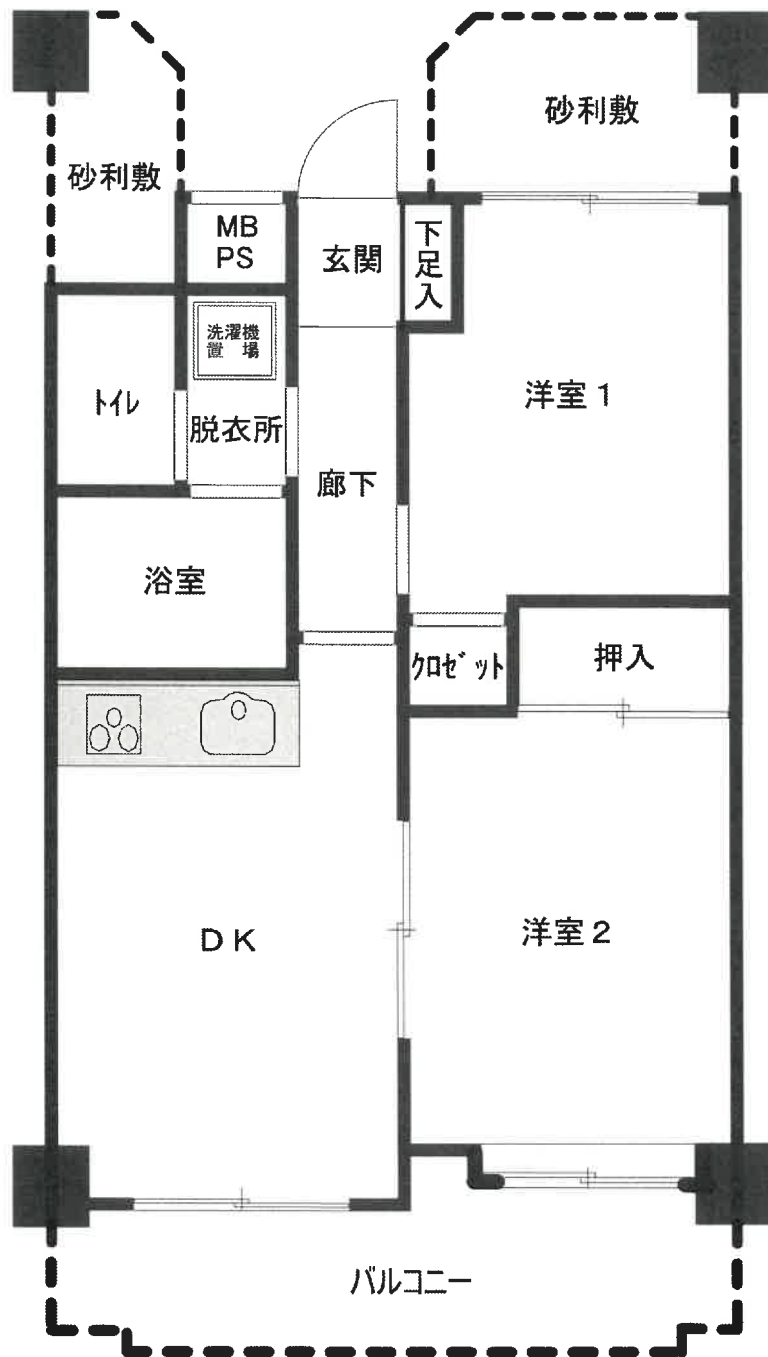 砂利敷
砂利敷
MB
PS
玄関
下足入
洗濯機
置場
トイレ
脱衣所
洋室1
廊下
浴室
クロゼット
押入
DK
洋室2
バルコニー